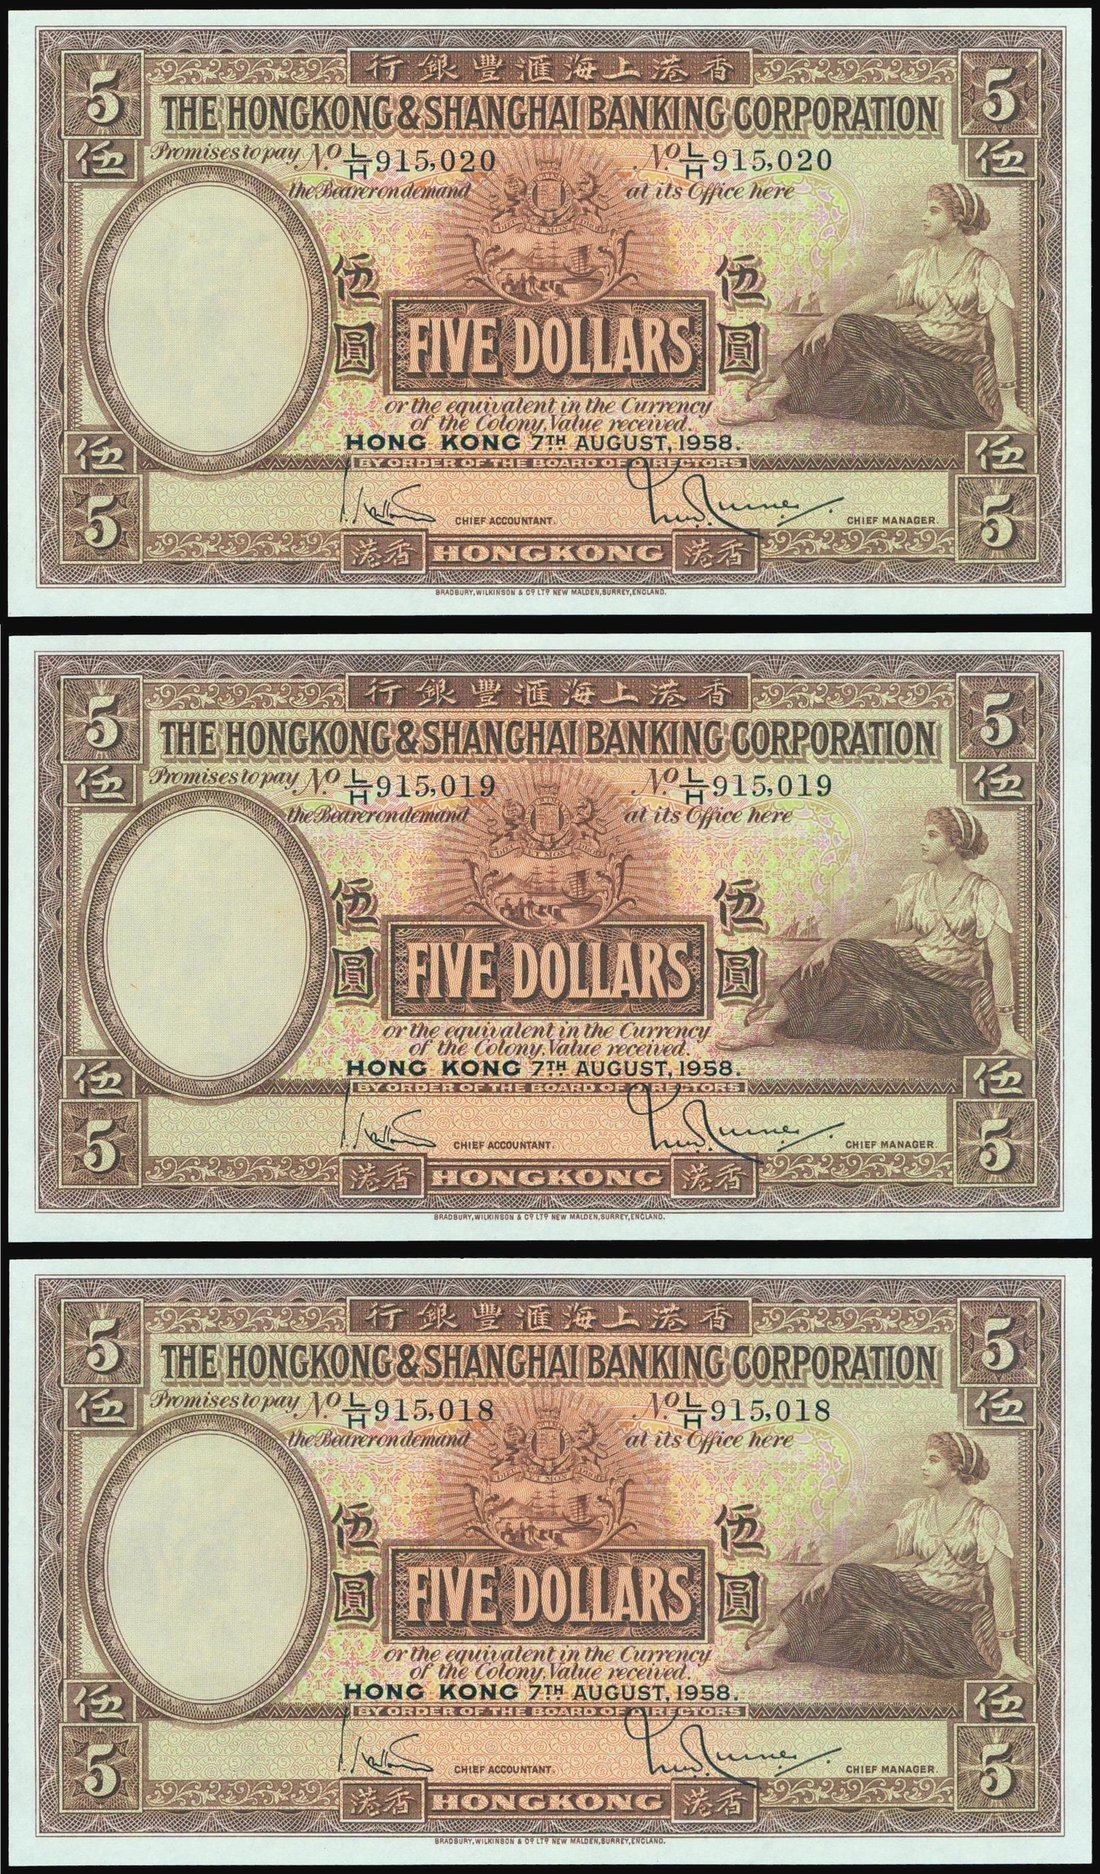 5 行銀理豐滙海上港香 5
THE HONGKONG & SHANGHAI BANKING CORPORATION
伍 Promises to pay No. L/H 915,020 No. L/H 915,020 伍
the Bearer on demand at its Office here
伍 伍
圓 FIVE DOLLARS 圓
or the equivalent in the Currency
of the Colony, Value received.
HONG KONG 7TH AUGUST, 1958.
伍 BY ORDER OF THE BOARD OF DIRECTORS 伍
5 CHIEF ACCOUNTANT. CHIEF MANAGER. 5
港香 HONGKONG 港香
BRADBURY, WILKINSON & Co LTD NEW MALDEN, SURREY, ENGLAND.
5 行銀理豐滙海上港香 5
THE HONGKONG & SHANGHAI BANKING CORPORATION
伍 Promises to pay No. L/H 915,019 No. L/H 915,019 伍
the Bearer on demand at its Office here
伍 伍
圓 FIVE DOLLARS 圓
or the equivalent in the Currency
of the Colony, Value received.
HONG KONG 7TH AUGUST, 1958.
伍 BY ORDER OF THE BOARD OF DIRECTORS 伍
5 CHIEF ACCOUNTANT. CHIEF MANAGER. 5
港香 HONGKONG 港香
BRADBURY, WILKINSON & Co LTD NEW MALDEN, SURREY, ENGLAND.
5 行銀理豐滙海上港香 5
THE HONGKONG & SHANGHAI BANKING CORPORATION
伍 Promises to pay No. L/H 915,018 No. L/H 915,018 伍
the Bearer on demand at its Office here
伍 伍
圓 FIVE DOLLARS 圓
or the equivalent in the Currency
of the Colony, Value received.
HONG KONG 7TH AUGUST, 1958.
伍 BY ORDER OF THE BOARD OF DIRECTORS 伍
5 CHIEF ACCOUNTANT. CHIEF MANAGER. 5
港香 HONGKONG 港香
BRADBURY, WILKINSON & Co LTD NEW MALDEN, SURREY, ENGLAND.